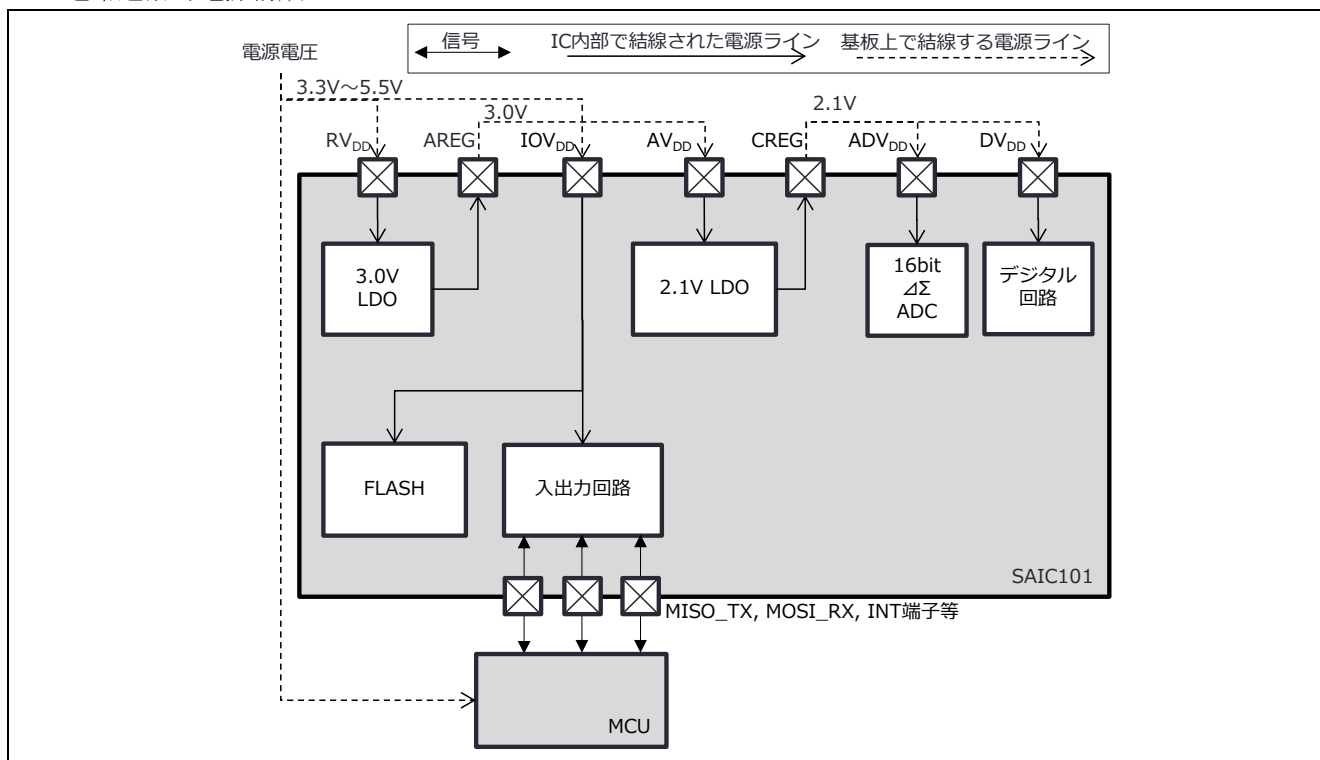 電源電圧
信号
IC内部で結線された電源ライン
基板上で結線する電源ライン
3.3V～5.5V
3.0V
2.1V
RVDD
AREG
IOVDD
AVDD
CREG
ADVDD
DVDD
3.0V
LDO
2.1V LDO
16bit
⊿Σ
ADC
デジタル
回路
FLASH
入出力回路
SAIC101
MISO_TX, MOSI_RX, INT端子等
MCU